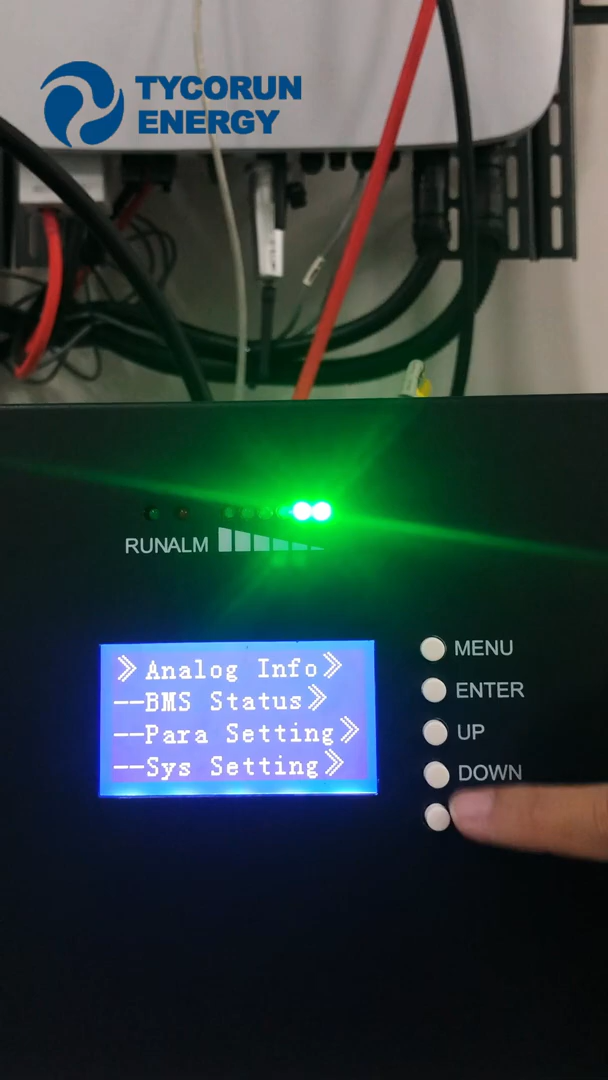 TYCORUN
ENERGY
RUNALM
》Analog Info》
--BMS Status》
--Para Setting》
--Sys Setting》
MENU
ENTER
UP
DOWN